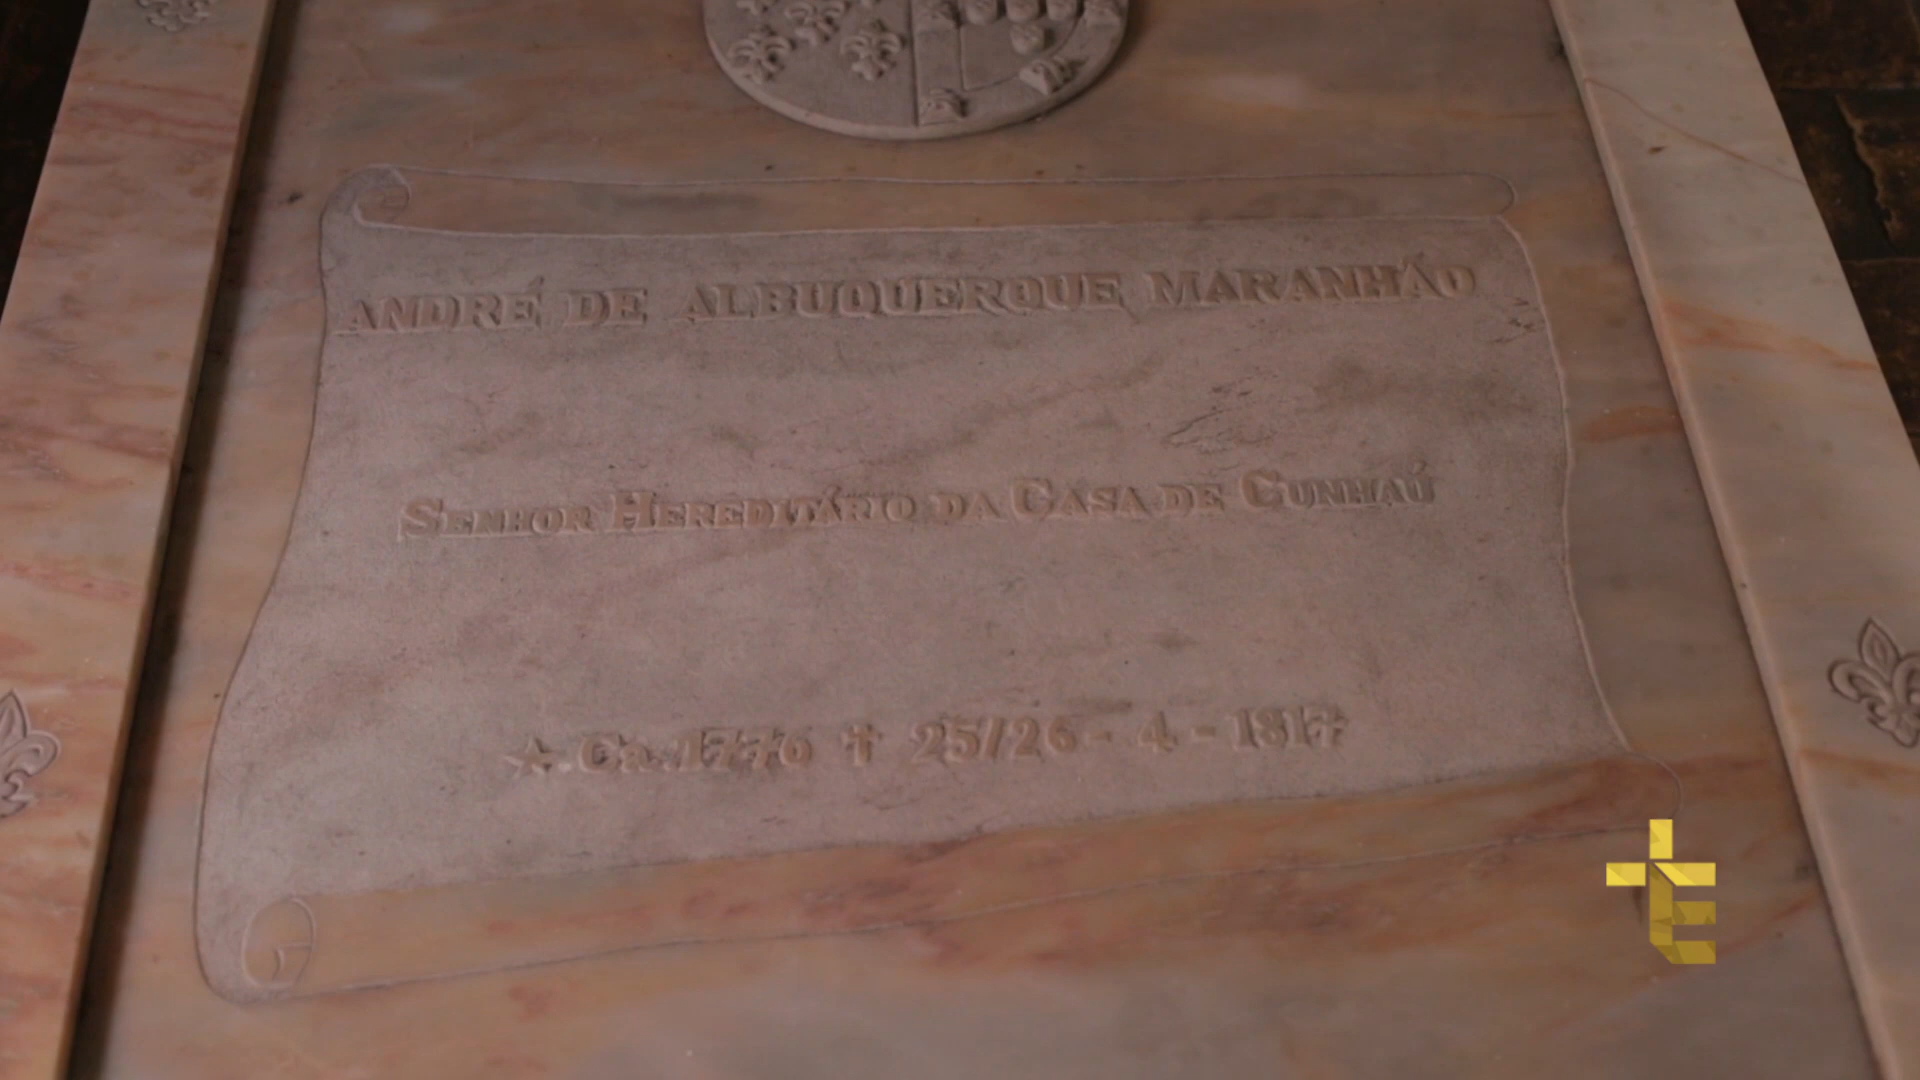 ANDRÉ DE ALBUQUERQUE MARANHÃO
SENHOR HEREDITÁRIO DA CASA DE CUNHAÚ
★ Ca. 1776 ✝ 25/26 - 4 - 1817